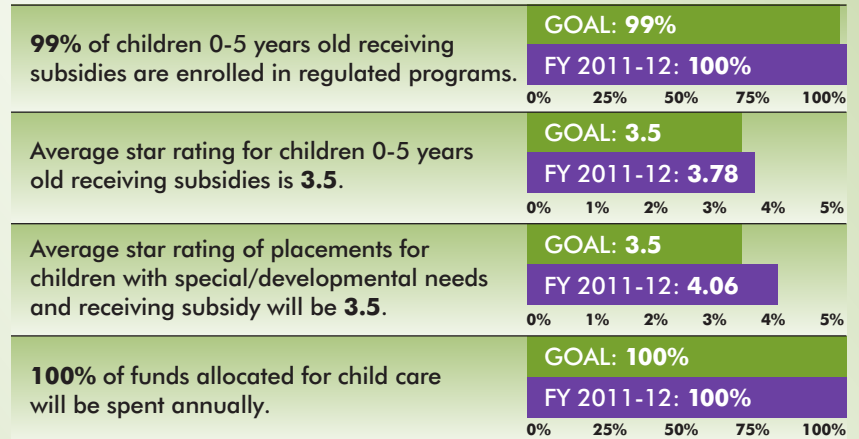 99% of children 0-5 years old receiving
subsidies are enrolled in regulated programs.
GOAL: 99%
FY 2011-12: 100%
0% 25% 50% 75% 100%
Average star rating for children 0-5 years
old receiving subsidies is 3.5.
GOAL: 3.5
FY 2011-12: 3.78
0% 1% 2% 3% 4% 5%
Average star rating of placements for
children with special/developmental needs
and receiving subsidy will be 3.5.
GOAL: 3.5
FY 2011-12: 4.06
0% 1% 2% 3% 4% 5%
100% of funds allocated for child care
will be spent annually.
GOAL: 100%
FY 2011-12: 100%
0% 25% 50% 75% 100%